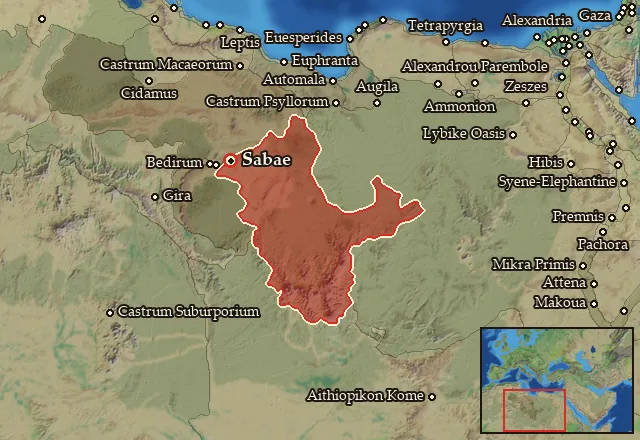 Gaza
Alexandria
Tetrapyrgia
Euesperides
Leptis
Euphranta
Castrum Macaeorum
Alexandrou Parembole
Automala
Augila
Zeszes
Cidamus
Castrum Psyllorum
Ammonion
Lybike Oasis
Bedirum
Sabae
Hibis
Syene-Elephantine
Gira
Premnis
Pachora
Mikra Primis
Attena
Makoua
Castrum Suburporium
Aithiopikon Kome